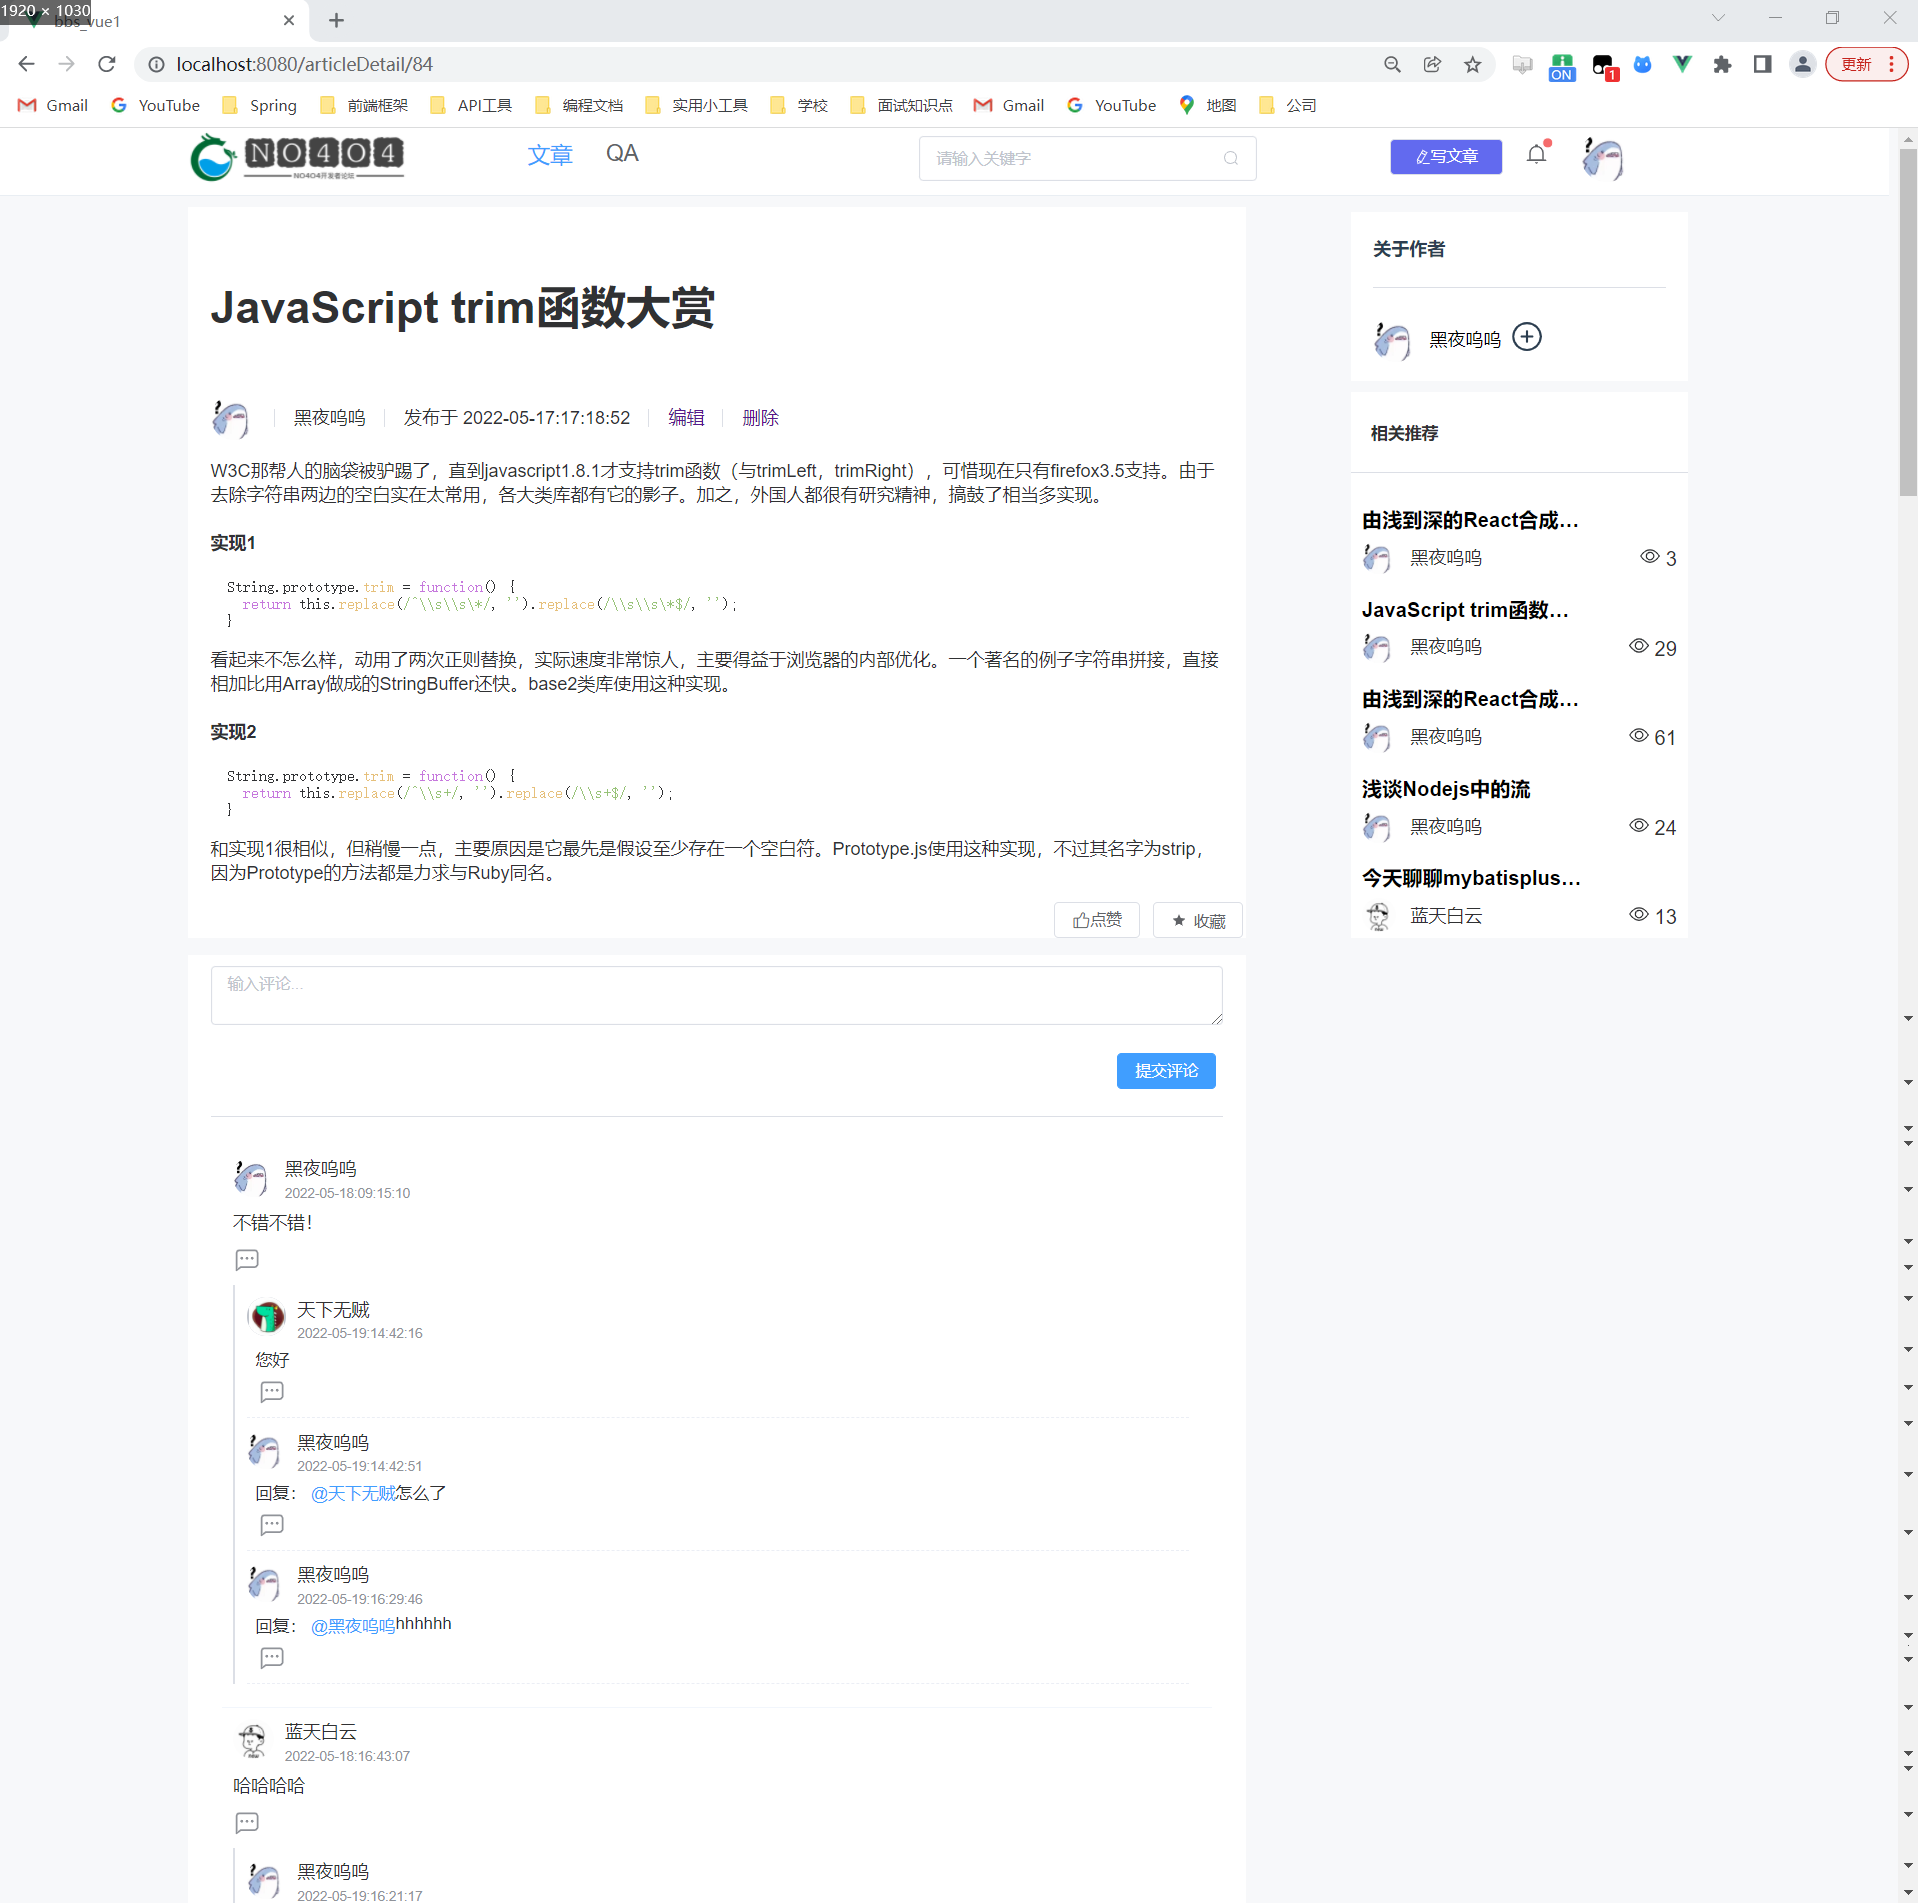 1920 × 1030
bbs_vue1
localhost:8080/articleDetail/84
ON
1
更新
Gmail YouTube Spring 前端框架 API工具 编程文档 实用小工具 学校 面试知识点 Gmail YouTube 地图 公司
NO404
NO404开发者论坛
文章 QA
请输入关键字
写文章
JavaScript trim函数大赏
黑夜呜呜 发布于 2022-05-17:17:18:52 编辑 删除
W3C那帮人的脑袋被驴踢了，直到javascript1.8.1才支持trim函数（与trimLeft，trimRight），可惜现在只有firefox3.5支持。由于
去除字符串两边的空白实在太常用，各大类库都有它的影子。加之，外国人都很有研究精神，搞鼓了相当多实现。
实现1
String.prototype.trim = function() {
return this.replace(/^\\s\\s\*/, '').replace(/\\s\\s\*$/, '');
}
看起来不怎么样，动用了两次正则替换，实际速度非常惊人，主要得益于浏览器的内部优化。一个著名的例子字符串拼接，直接
相加比用Array做成的StringBuffer还快。base2类库使用这种实现。
实现2
String.prototype.trim = function() {
return this.replace(/^\\s+/, '').replace(/\\s+$/, '');
}
和实现1很相似，但稍慢一点，主要原因是它最先是假设至少存在一个空白符。Prototype.js使用这种实现，不过其名字为strip，
因为Prototype的方法都是力求与Ruby同名。
点赞 收藏
关于作者
黑夜呜呜
相关推荐
由浅到深的React合成...
黑夜呜呜 3
JavaScript trim函数...
黑夜呜呜 29
由浅到深的React合成...
黑夜呜呜 61
浅谈Nodejs中的流
黑夜呜呜 24
今天聊聊mybatisplus...
蓝天白云 13
输入评论...
提交评论
黑夜呜呜
2022-05-18:09:15:10
不错不错！
天下无贼
2022-05-19:14:42:16
您好
黑夜呜呜
2022-05-19:14:42:51
回复： @天下无贼怎么了
黑夜呜呜
2022-05-19:16:29:46
回复： @黑夜呜呜hhhhhh
蓝天白云
2022-05-18:16:43:07
哈哈哈哈
黑夜呜呜
2022-05-19:16:21:17